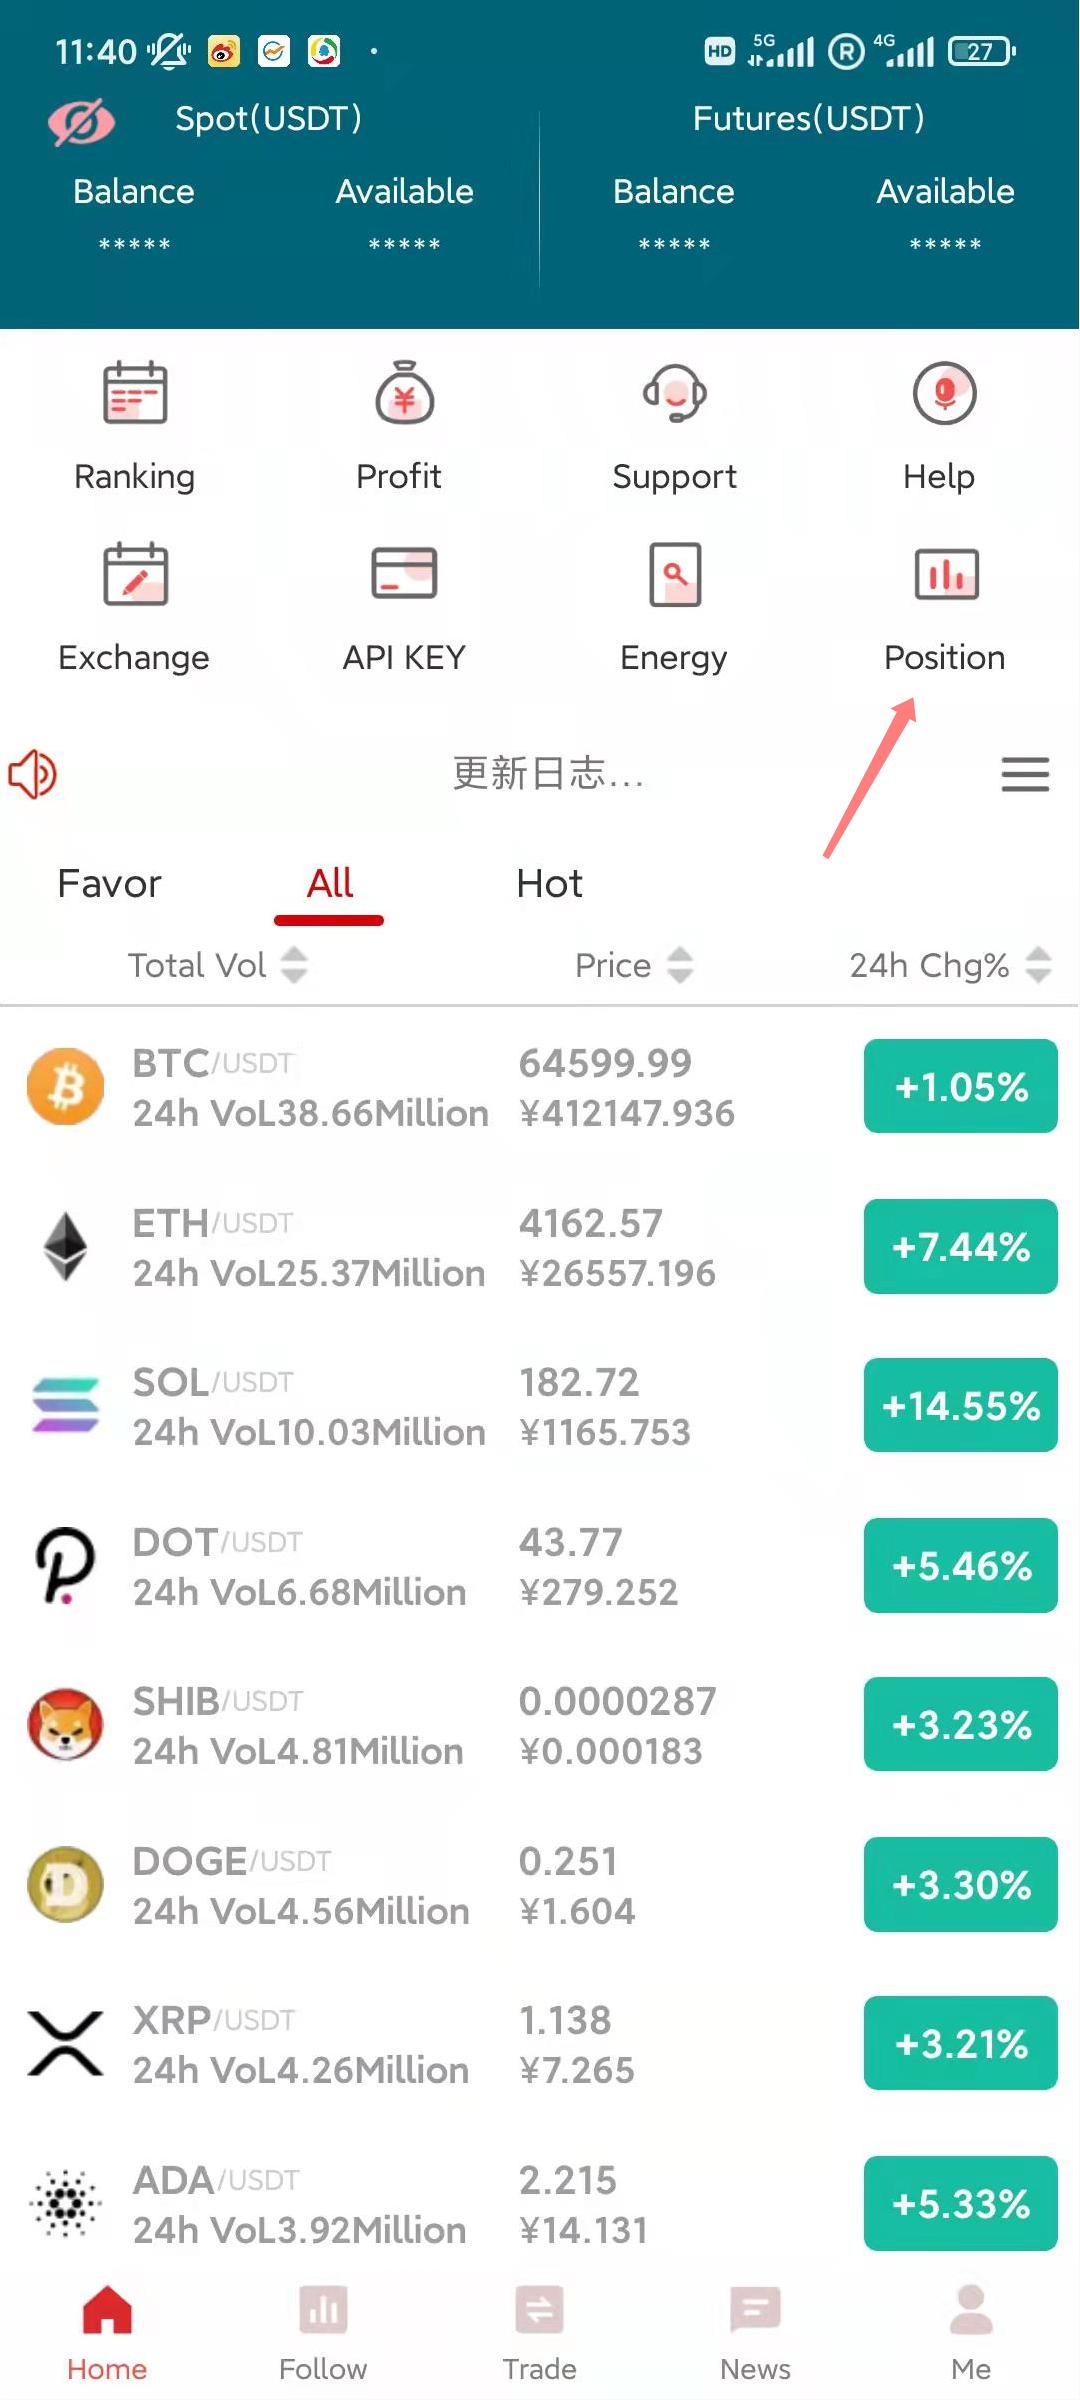 11:40 HD 5G R 4G 27
Spot(USDT) Futures(USDT)
Balance Available Balance Available
***** ***** ***** *****
Ranking Profit Support Help
Exchange API KEY Energy Position
更新日志...
Favor All Hot
Total Vol Price 24h Chg%
BTC/USDT 64599.99 +1.05%
24h VoL38.66Million ¥412147.936
ETH/USDT 4162.57 +7.44%
24h VoL25.37Million ¥26557.196
SOL/USDT 182.72 +14.55%
24h VoL10.03Million ¥1165.753
DOT/USDT 43.77 +5.46%
24h VoL6.68Million ¥279.252
SHIB/USDT 0.0000287 +3.23%
24h VoL4.81Million ¥0.000183
DOGE/USDT 0.251 +3.30%
24h VoL4.56Million ¥1.604
XRP/USDT 1.138 +3.21%
24h VoL4.26Million ¥7.265
ADA/USDT 2.215 +5.33%
24h VoL3.92Million ¥14.131
Home Follow Trade News Me